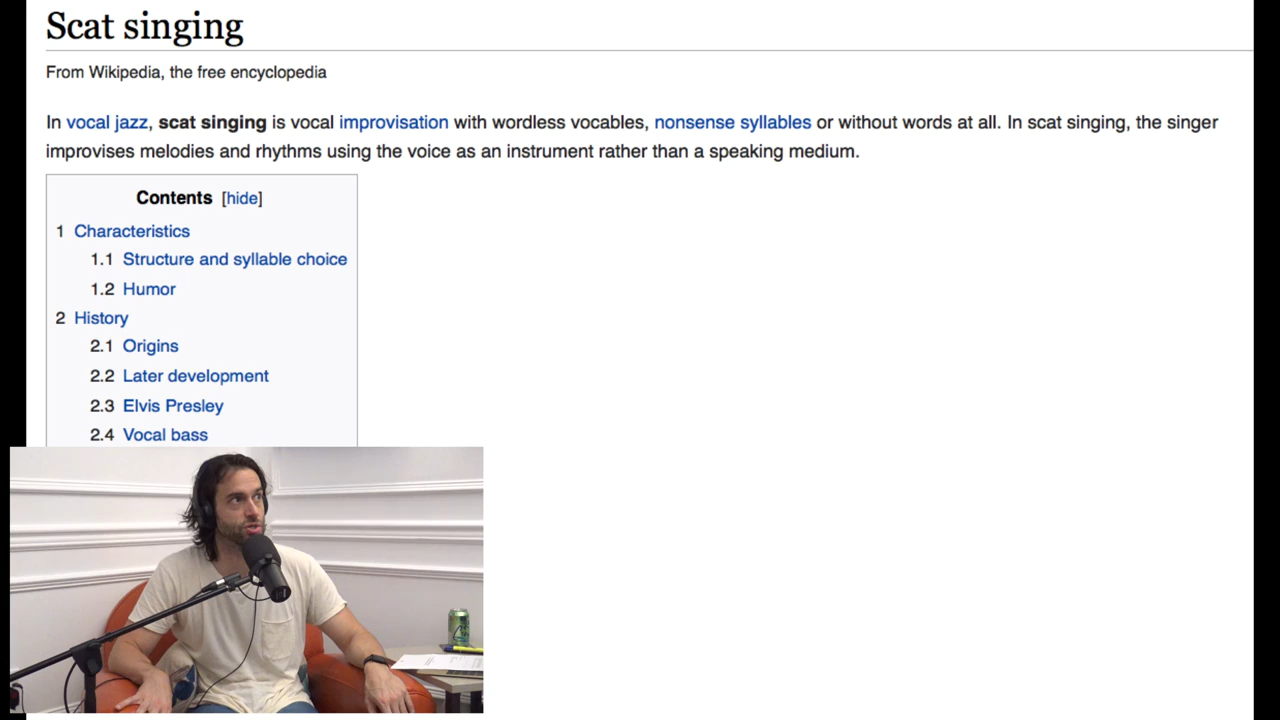 Scat singing
From Wikipedia, the free encyclopedia
In vocal jazz, scat singing is vocal improvisation with wordless vocables, nonsense syllables or without words at all. In scat singing, the singer
improvises melodies and rhythms using the voice as an instrument rather than a speaking medium.
Contents [hide]
1 Characteristics
1.1 Structure and syllable choice
1.2 Humor
2 History
2.1 Origins
2.2 Later development
2.3 Elvis Presley
2.4 Vocal bass